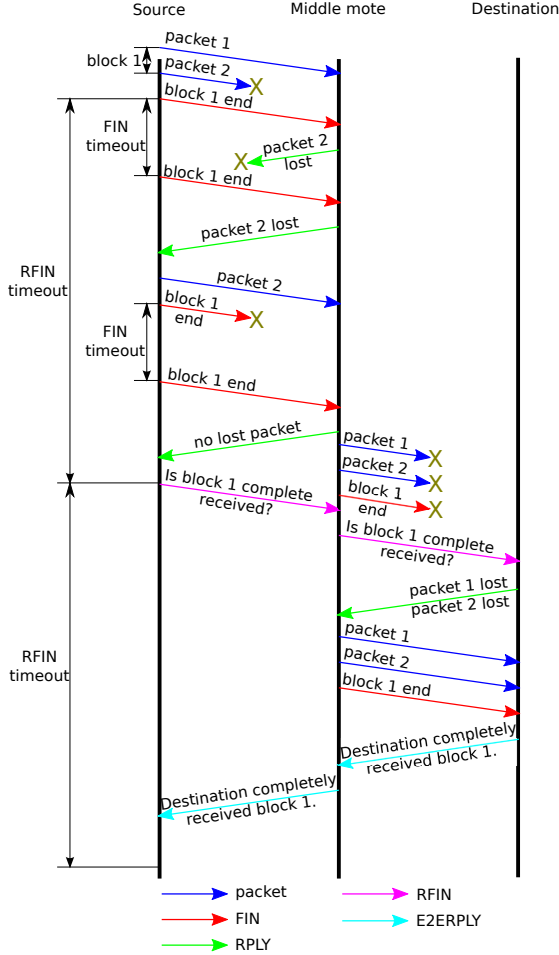 Source
Middle mote
Destination
packet 1
block 1
packet 2
X
block 1 end
FIN
timeout
packet 2
lost
X
block 1 end
packet 2 lost
RFIN
timeout
packet 2
block 1
end
X
FIN
timeout
block 1 end
no lost packet
packet 1
X
packet 2
X
Is block 1 complete
received?
block 1
end
X
Is block 1 complete
received?
packet 1 lost
packet 2 lost
packet 1
RFIN
timeout
packet 2
block 1 end
Destination completely
received block 1.
Destination completely
received block 1.
packet
RFIN
FIN
E2ERPLY
RPLY